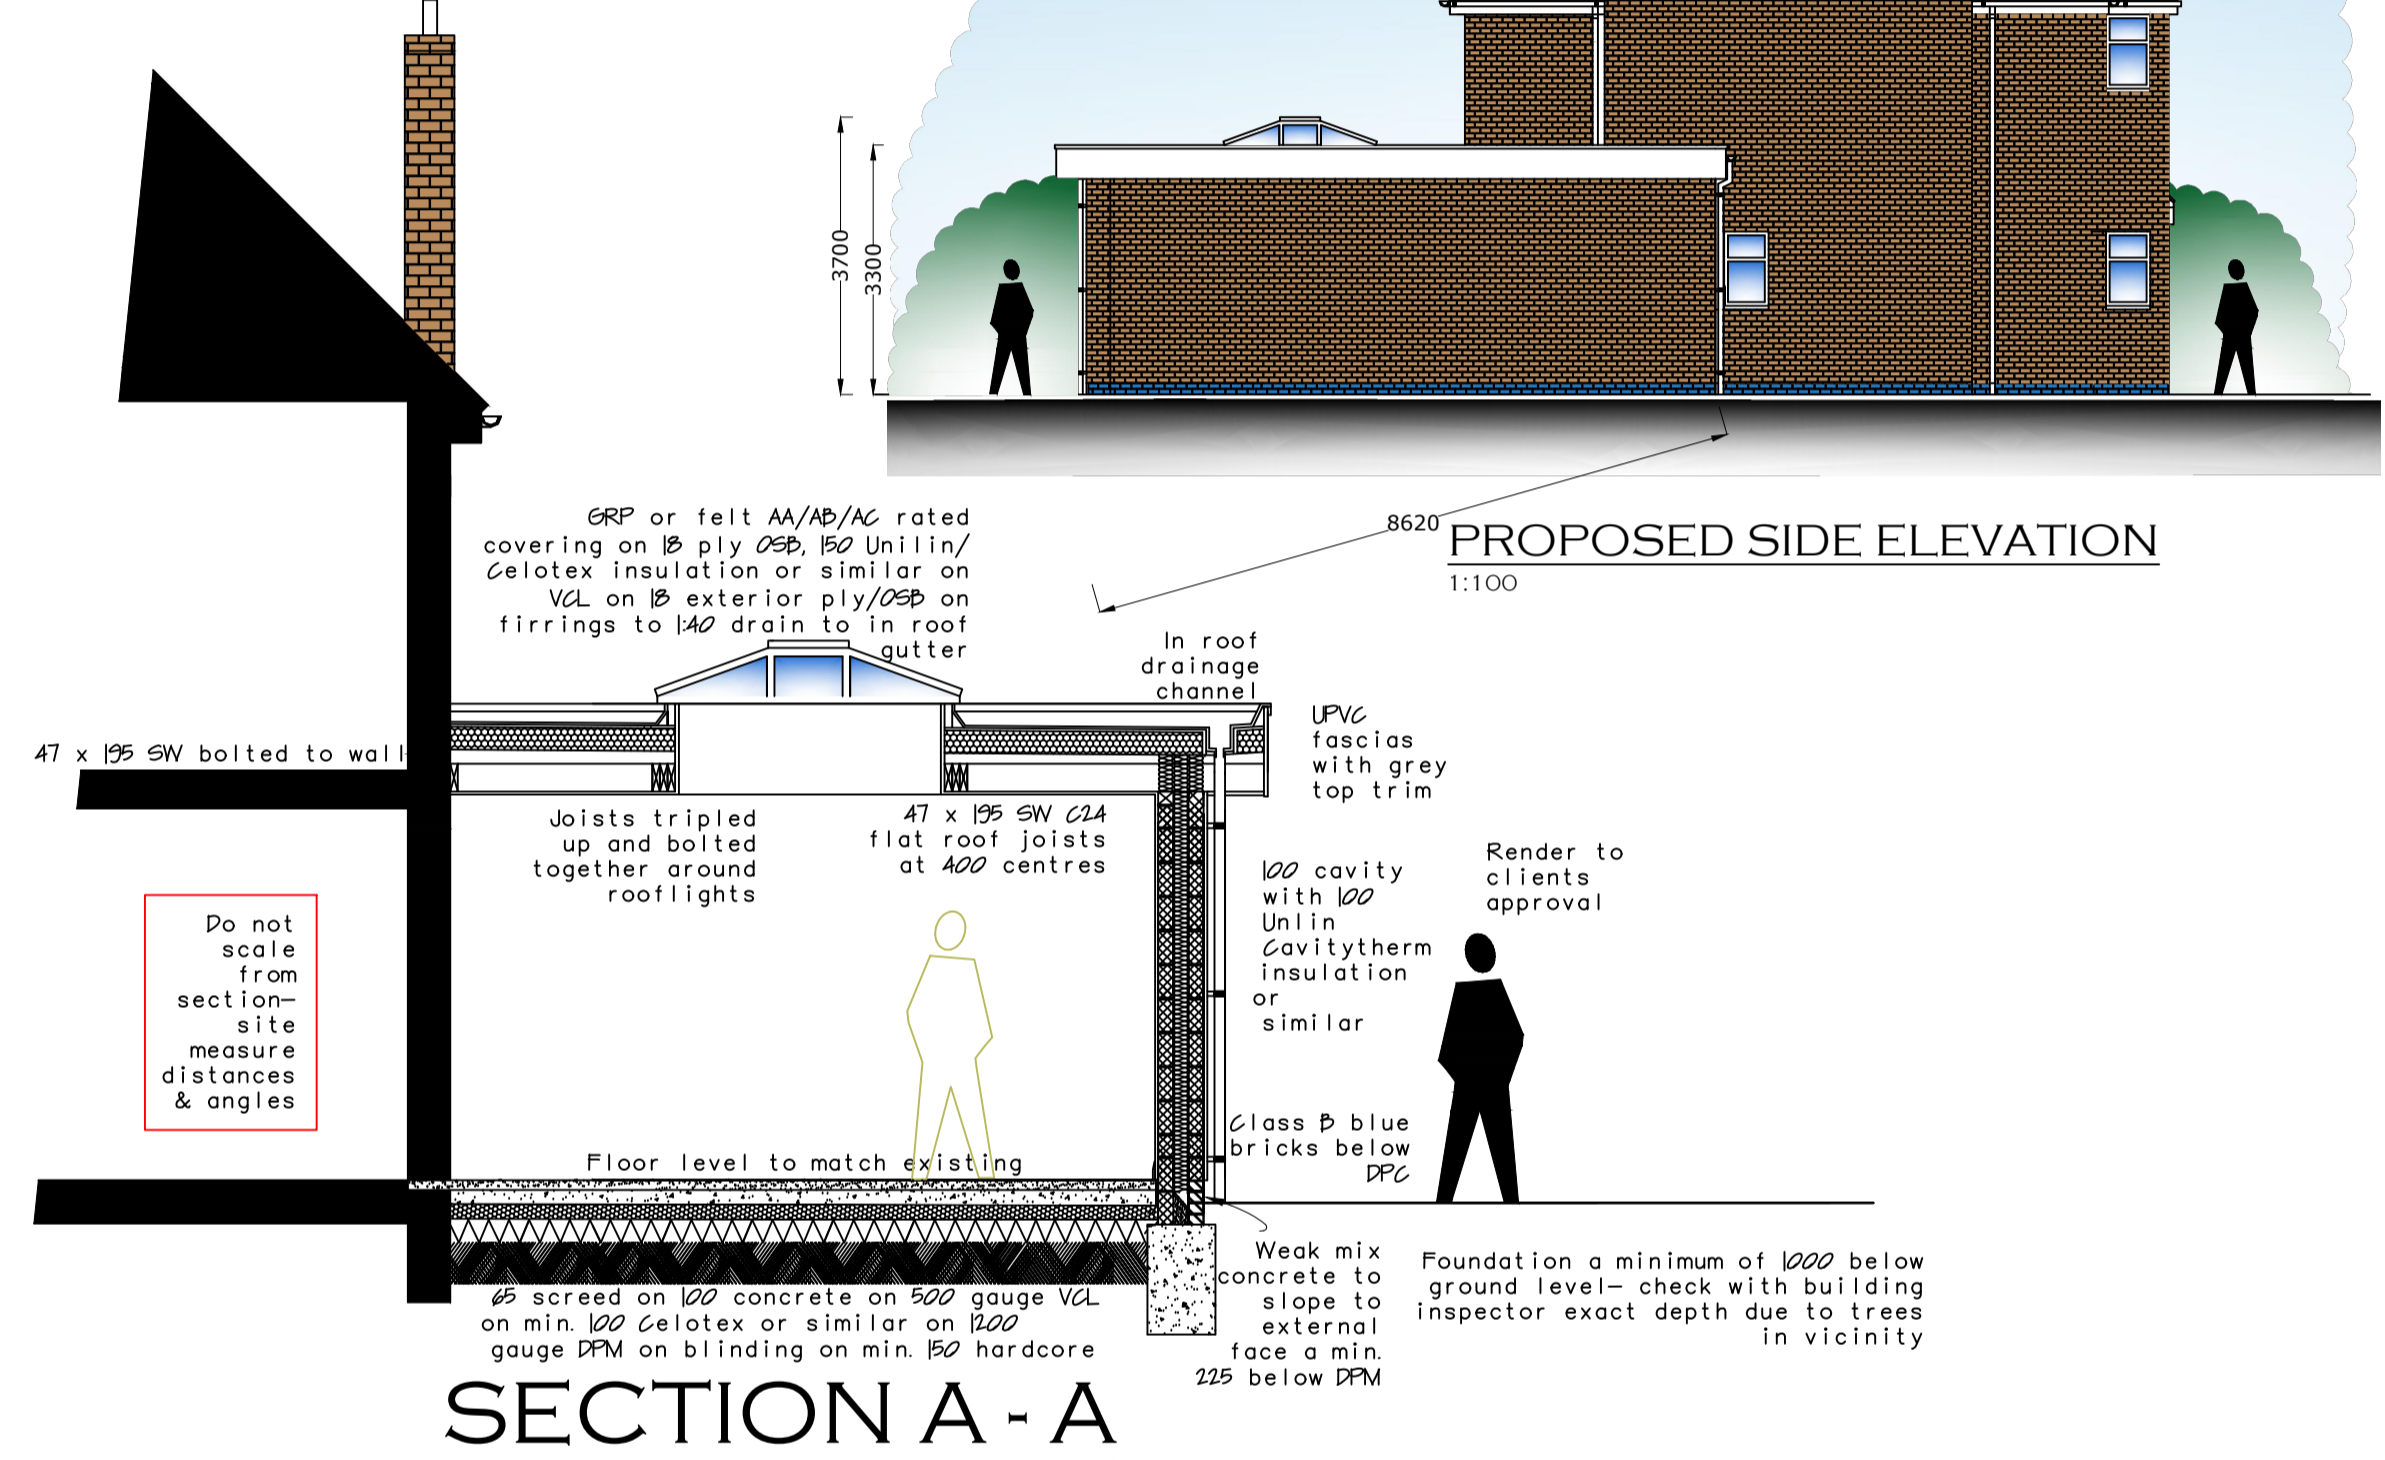 3700
3300
8620
PROPOSED SIDE ELEVATION
1:100
GRP or felt AA/AB/AC rated
covering on 18 ply OSB, 150 Unilin/
Celotex insulation or similar on
VCL on 18 exterior ply/OSB on
firrings to 1:40 drain to in roof
gutter
In roof
drainage
channel
UPVC
fascias
with grey
top trim
47 x 195 SW bolted to wall
Joists tripled
up and bolted
together around
rooflights
47 x 195 SW C24
flat roof joists
at 400 centres
100 cavity
with 100
Unlin
Cavitytherm
insulation
or
similar
Render to
clients
approval
Do not
scale
from
section-
site
measure
distances
& angles
Class B blue
bricks below
DPC
Floor level to match existing
Weak mix
concrete to
slope to
external
face a min.
225 below DPM
Foundation a minimum of 1000 below
ground level- check with building
inspector exact depth due to trees
in vicinity
65 screed on 100 concrete on 500 gauge VCL
on min. 100 Celotex or similar on 1200
gauge DPM on blinding on min. 150 hardcore
SECTION A - A